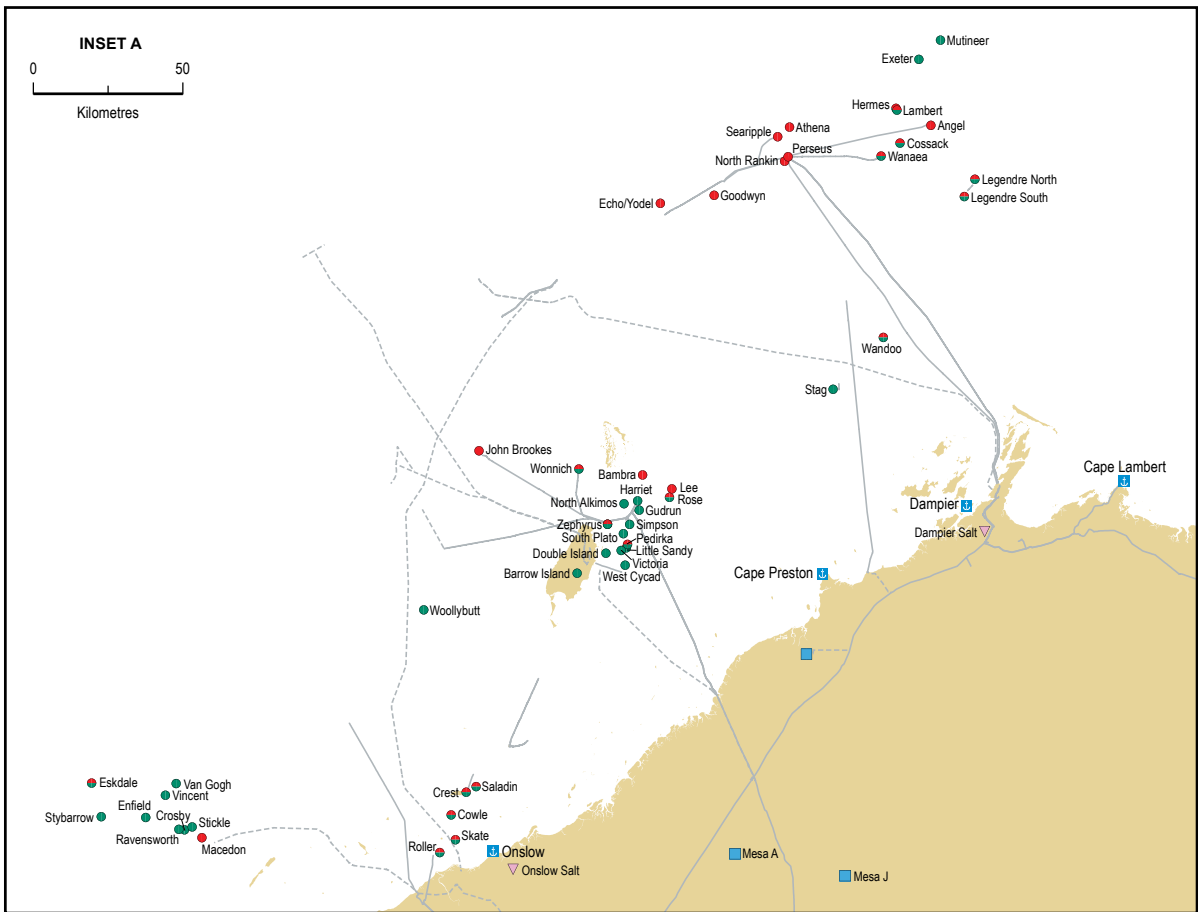 INSET A
0 50
Kilometres
Mutineer
Exeter
Hermes
Lambert
Angel
Athena
Searipple
Cossack
Perseus
Wanaea
North Rankin
Legendre North
Goodwyn
Legendre South
Echo/Yodel
Wandoo
Stag
John Brookes
Wonnich
Bambra
Cape Lambert
Lee
Harriet
Rose
North Alkimos
Gudrun
Dampier
Zephyrus
Simpson
Dampier Salt
South Plato
Pedirka
Double Island
Little Sandy
Victoria
Barrow Island
West Cycad
Cape Preston
Woollybutt
Eskdale
Van Gogh
Saladin
Crest
Vincent
Enfield
Stybarrow
Crosby
Stickle
Cowle
Ravensworth
Macedon
Skate
Roller
Onslow
Mesa A
Onslow Salt
Mesa J